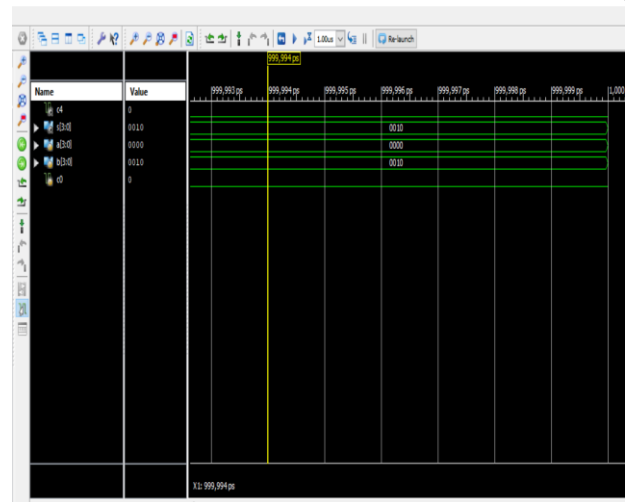 1.00us Re-launch
999,994 ps
Name Value
999,993 ps 999,994 ps 999,995 ps 999,996 ps 999,997 ps 999,998 ps 999,999 ps 1,000
c4 0
s[3:0] 0010 0010
a[3:0] 0000 0000
b[3:0] 0010 0010
c0 0
X1: 999,994 ps